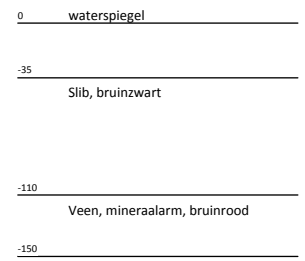 0 waterspiegel
-35
Slib, bruinzwart
-110
Veen, mineraalarm, bruinrood
-150